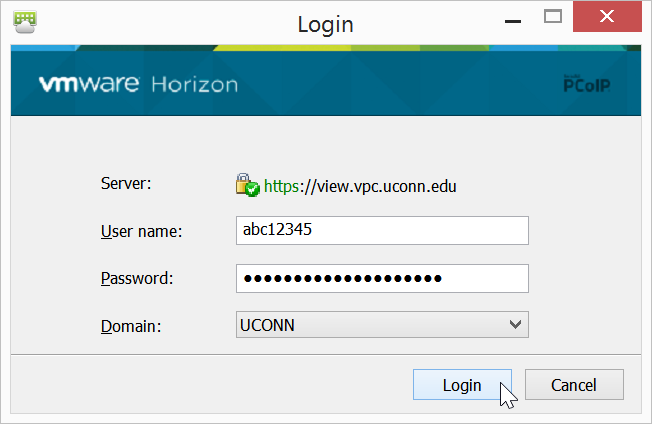 Login
vmware Horizon
PCoIP
Server: https://view.vpc.uconn.edu
User name: abc12345
Password: ●●●●●●●●●●●●●●●●●●●●
Domain: UCONN
Login Cancel